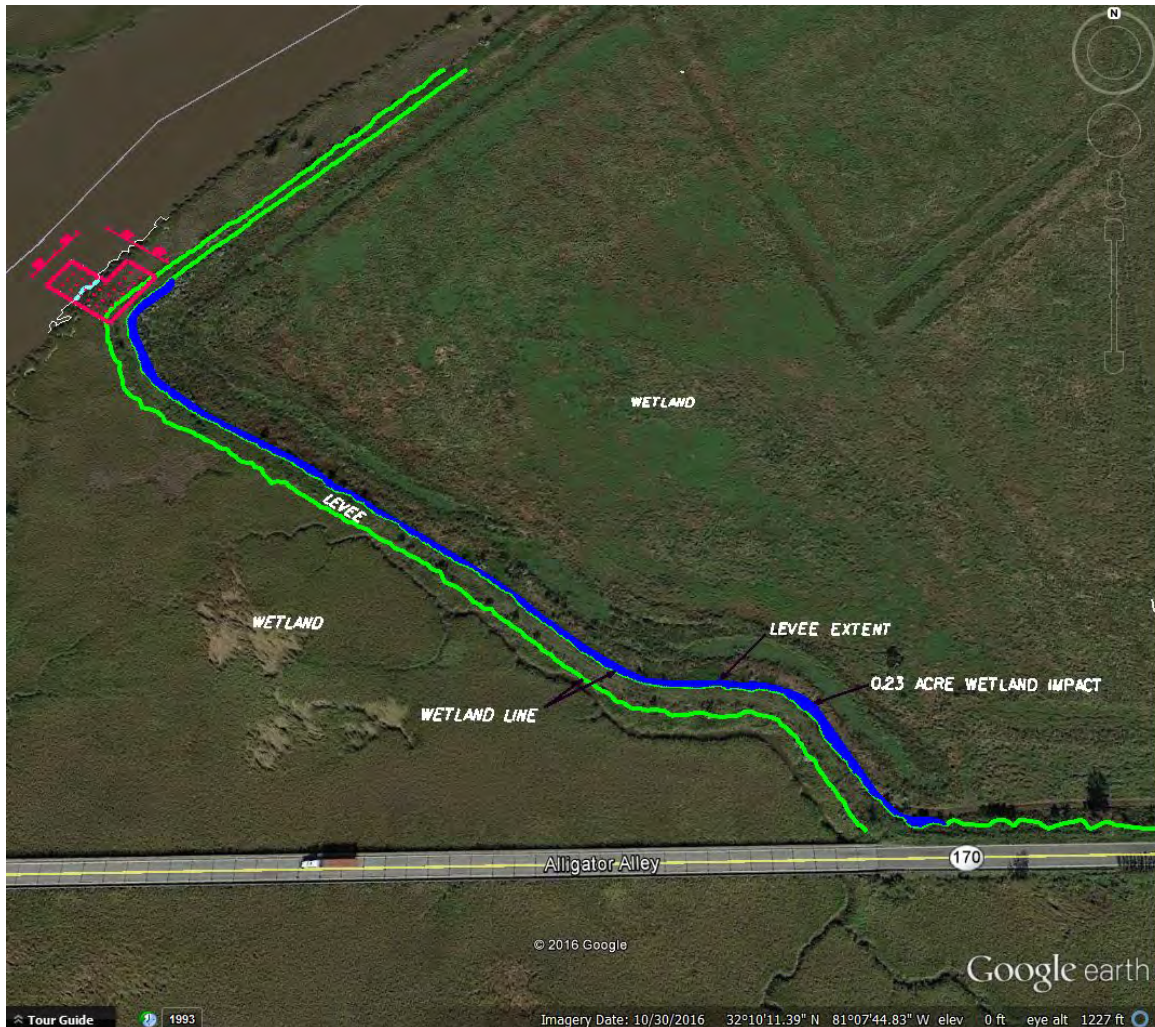 N
WETLAND
LEVEE
WETLAND
LEVEE EXTENT
0.23 ACRE WETLAND IMPACT
WETLAND LINE
Alligator Alley
170
© 2016 Google
Google earth
Tour Guide
1993
Imagery Date: 10/30/2016 32°10'11.39" N 81°07'44.83" W elev 0 ft eye alt 1227 ft